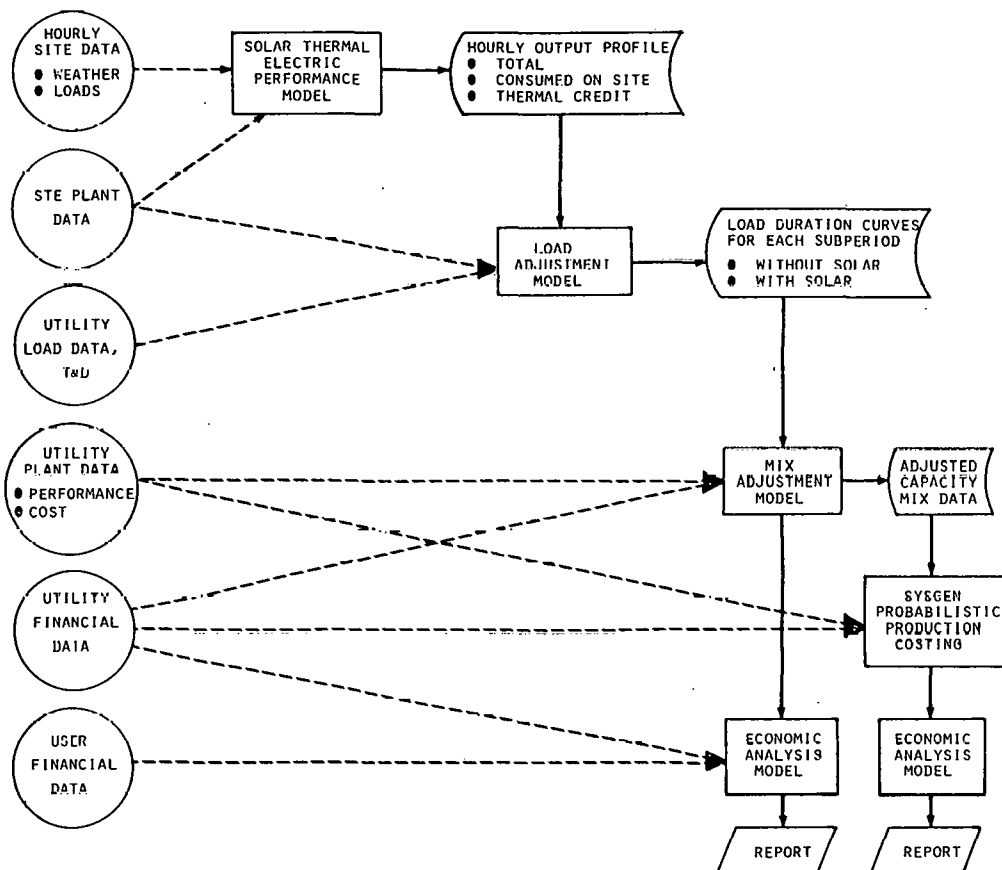 HOURLY
SITE DATA
● WEATHER
● LOADS
SOLAR THERMAL
ELECTRIC
PERFORMANCE
MODEL
HOURLY OUTPUT PROFILE
● TOTAL
● CONSUMED ON SITE
● THERMAL CREDIT
STE PLANT
DATA
LOAD
ADJUSTMENT
MODEL
LOAD DURATION CURVES
FOR EACH SUBPERIOD
● WITHOUT SOLAR
● WITH SOLAR
UTILITY
LOAD DATA,
T&D
UTILITY
PLANT DATA
● PERFORMANCE
● COST
MIX
ADJUSTMENT
MODEL
ADJUSTED
CAPACITY
MIX DATA
UTILITY
FINANCIAL
DATA
SYSGEN
PROBABILISTIC
PRODUCTION
COSTING
USER
FINANCIAL
DATA
ECONOMIC
ANALYSIS
MODEL
ECONOMIC
ANALYSIS
MODEL
REPORT
REPORT